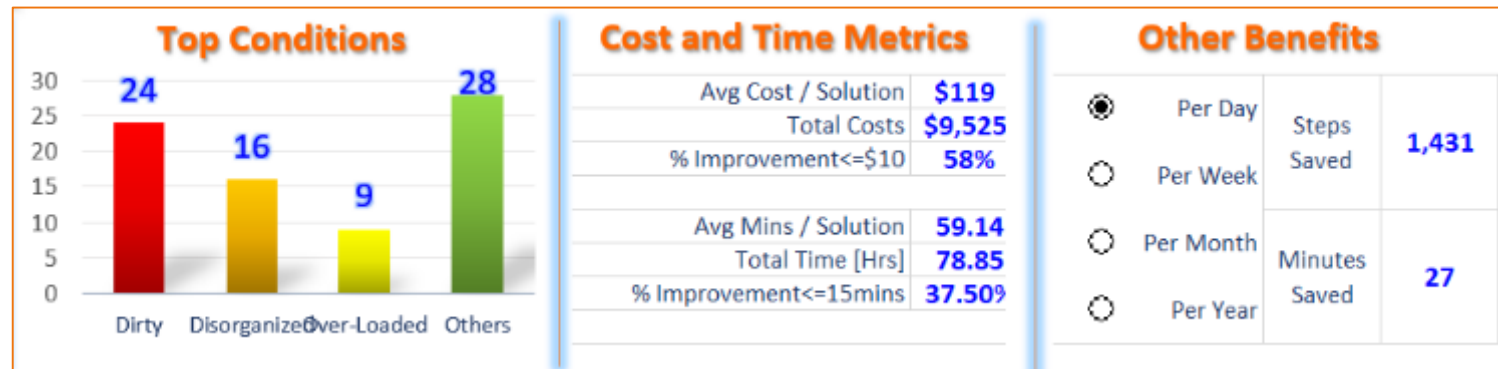 Top Conditions
30
25
20
15
10
5
0
24
16
9
28
Dirty
Disorganized
Over-Loaded
Others
Cost and Time Metrics
Avg Cost / Solution $119
Total Costs $9,525
% Improvement<=$10 58%
Avg Mins / Solution 59.14
Total Time [Hrs] 78.85
% Improvement<=15mins 37.50%
Other Benefits
Per Day
Per Week
Per Month
Per Year
Steps
Saved
1,431
Minutes
Saved
27